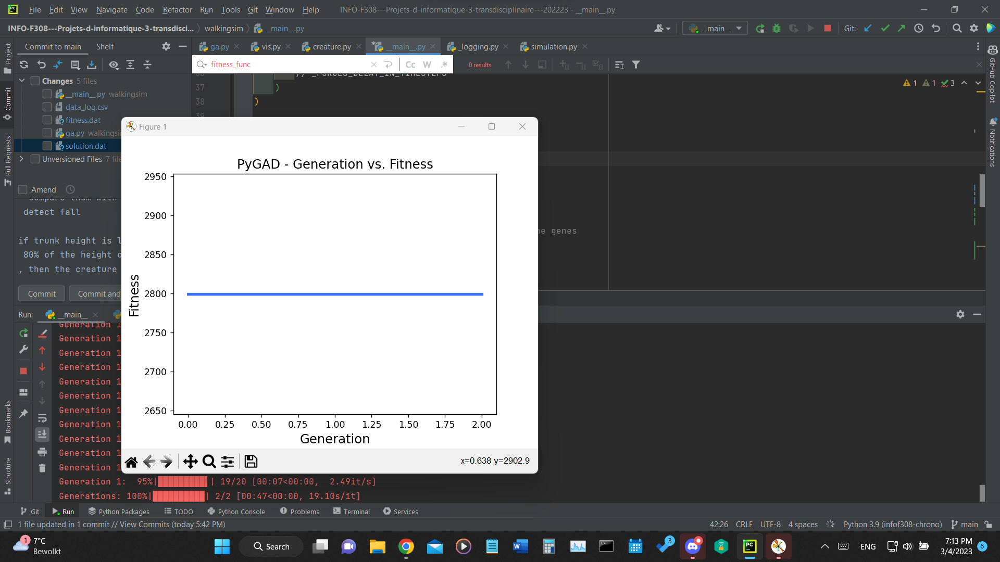 File Edit View Navigate Code Refactor Run Tools Git Window Help INFO-F308---Projets-d-informatique-3-transdisciplinaire---202223 - __main__.py
INFO-F308---Projets-d-informatique-3-transdisci... walkingsim __main__.py __main__ Git:
Commit to main Shelf ga.py vis.py creature.py __main__.py _logging.py simulation.py
fitness_func Cc W .* 0 results
Changes 5 files
__main__.py walkingsim
data_log.csv
fitness.dat
ga.py walkingsi
solution.dat
Unversioned Files 7 file
Amend
detect fall
if trunk height is l
80% of the height o
, then the creature
Commit Commit and
37 )
38 )
1 1 3
e genes
Figure 1
PyGAD - Generation vs. Fitness
2950
2900
2850
2800
2750
2700
2650
Fitness
0.00 0.25 0.50 0.75 1.00 1.25 1.50 1.75 2.00
Generation
x=0.638 y=2902.9
Run: __main__
Generation 1
Generation 1
Generation 1
Generation 1
Generation 1
Generation 1
Generation 1
Generation 1
Generation 1
Generation 1
Generation 1
Generation 1: 95%| | 19/20 [00:07<00:00, 2.49it/s]
Generations: 100%| | 2/2 [00:47<00:00, 19.10s/it]
Project
Commit
Pull Requests
Bookmarks
Structure
GitHub Copilot
Notifications
Git Run Python Packages TODO Python Console Problems Terminal Services
1 file updated in 1 commit // View Commits (today 5:42 PM) 42:26 CRLF UTF-8 4 spaces Python 3.9 (infof308-chrono) main
1 7°C
Bewolkt
Search
3
ENG
7:13 PM
3/4/2023
6